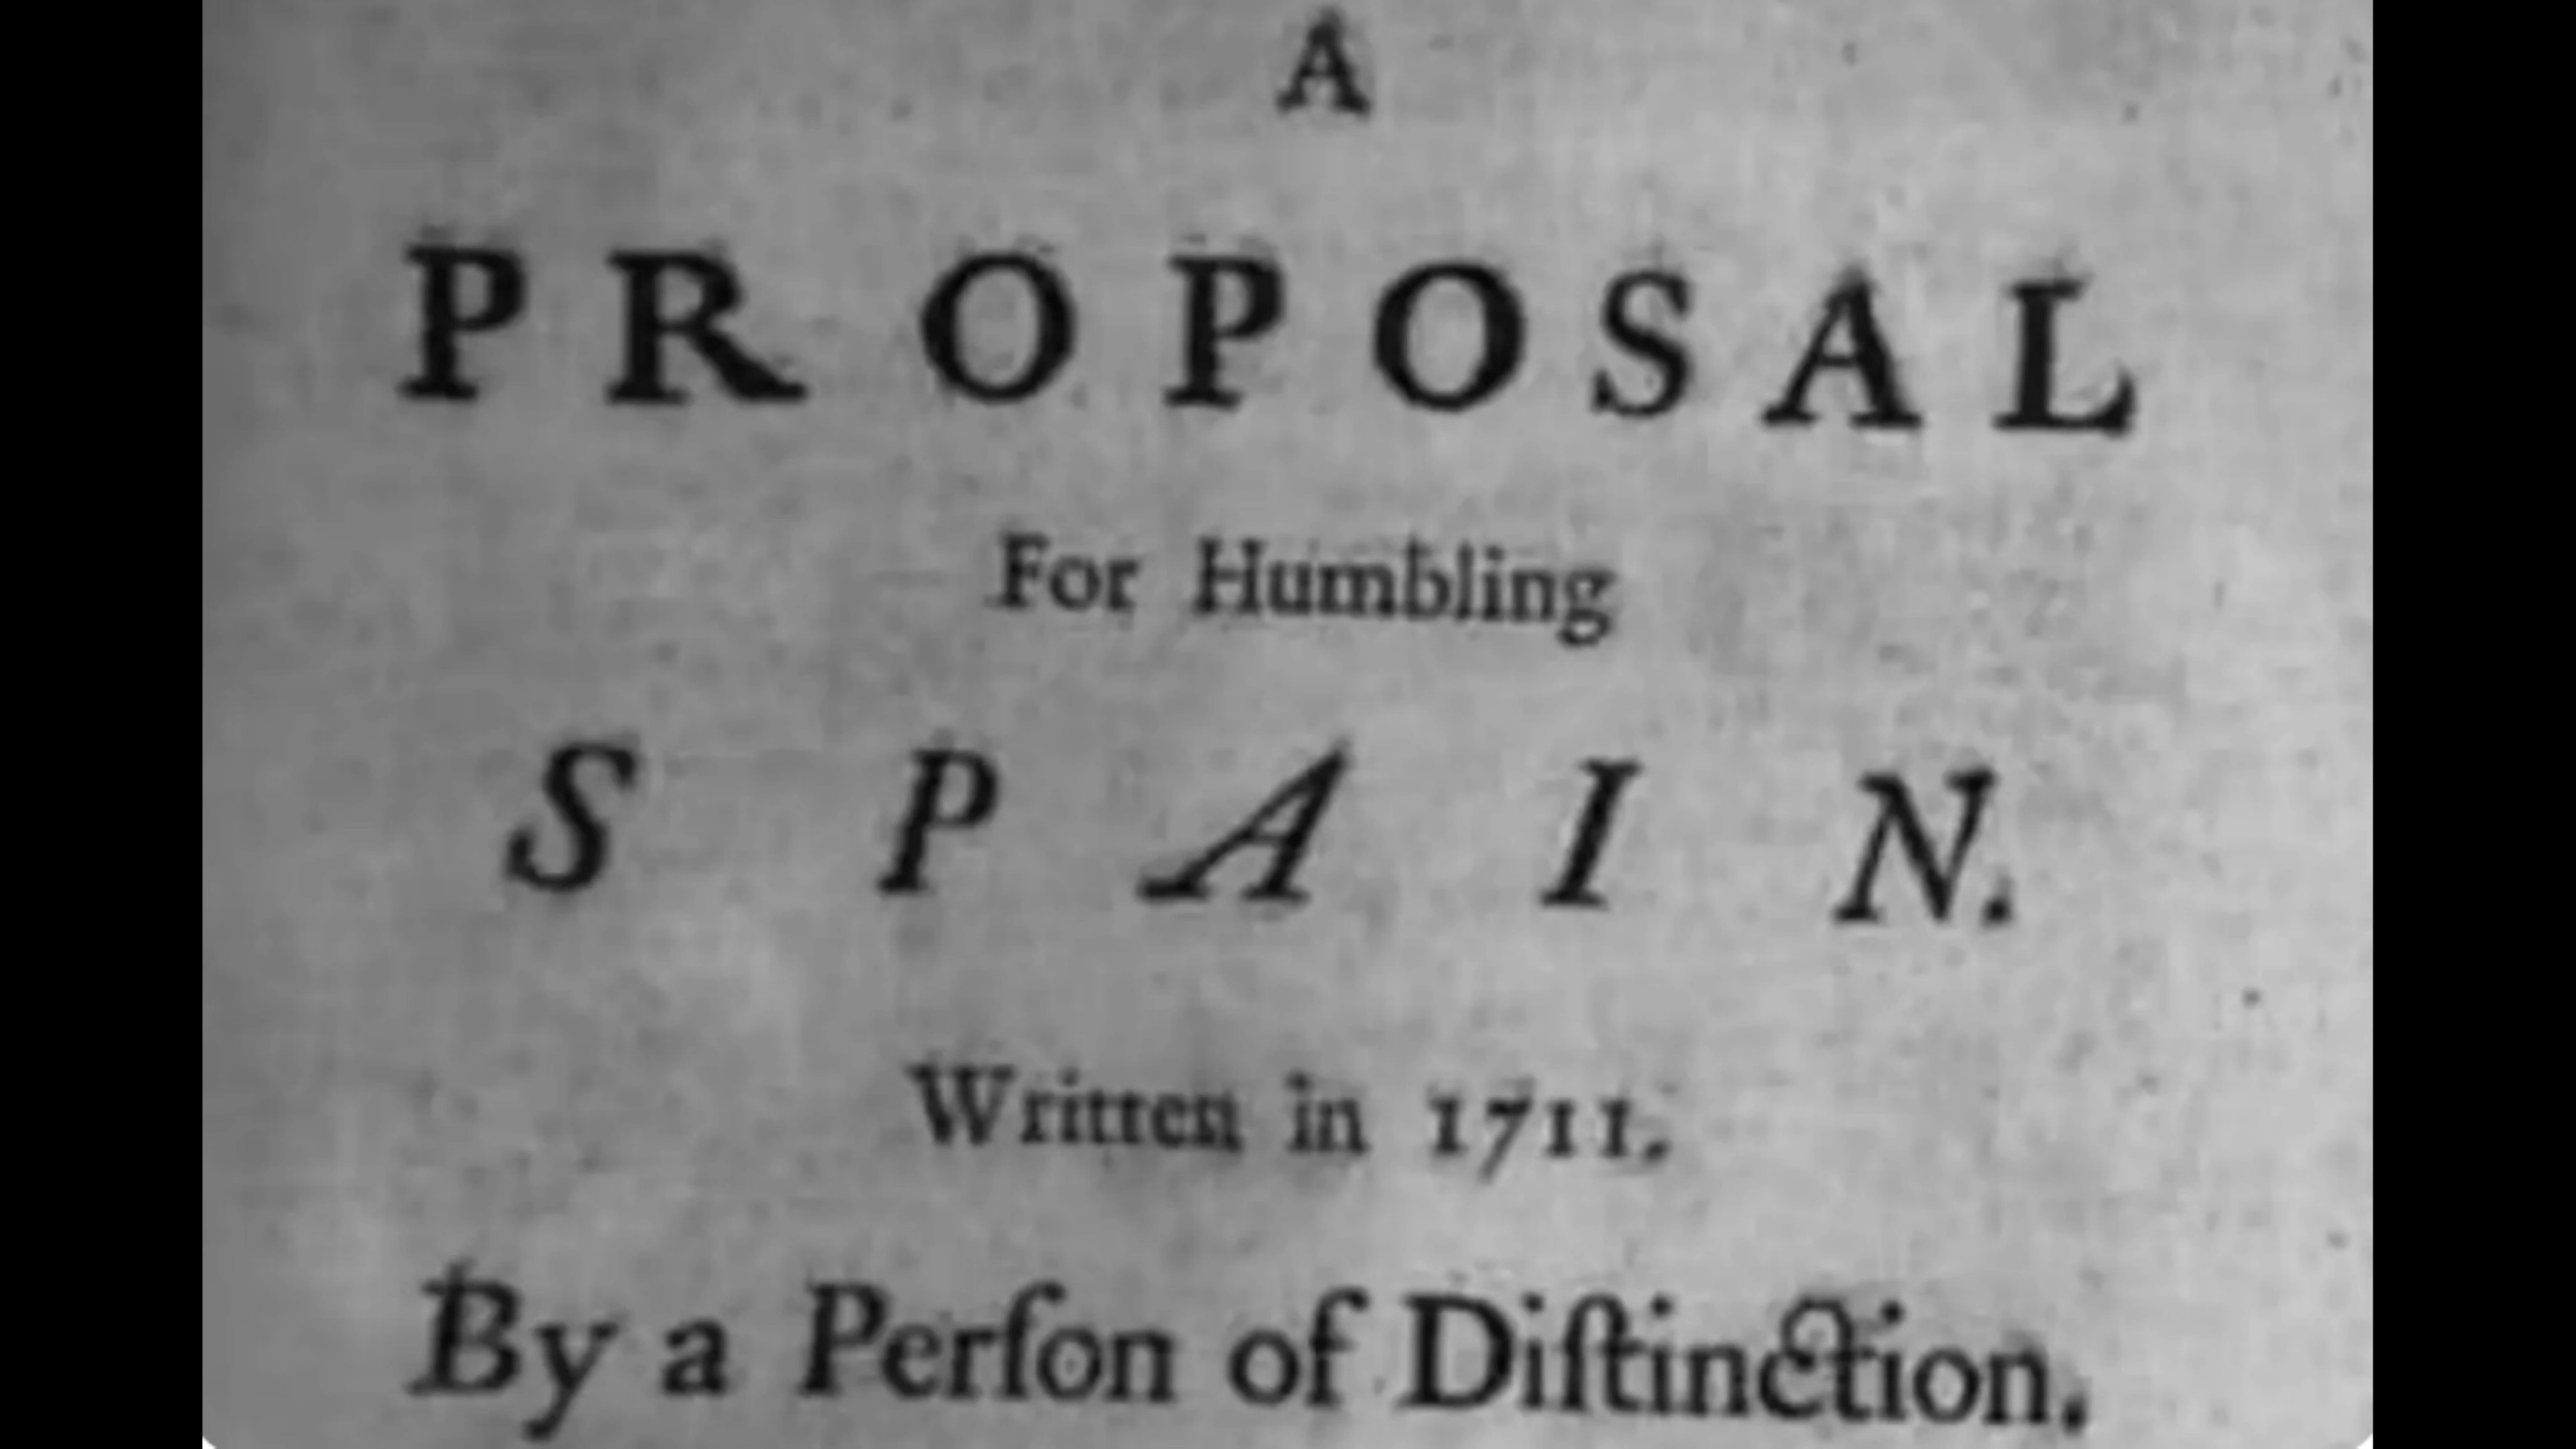 A
PROPOSAL
For Humbling
SPAIN.
Written in 1711.
By a Perſon of Diſtinction.